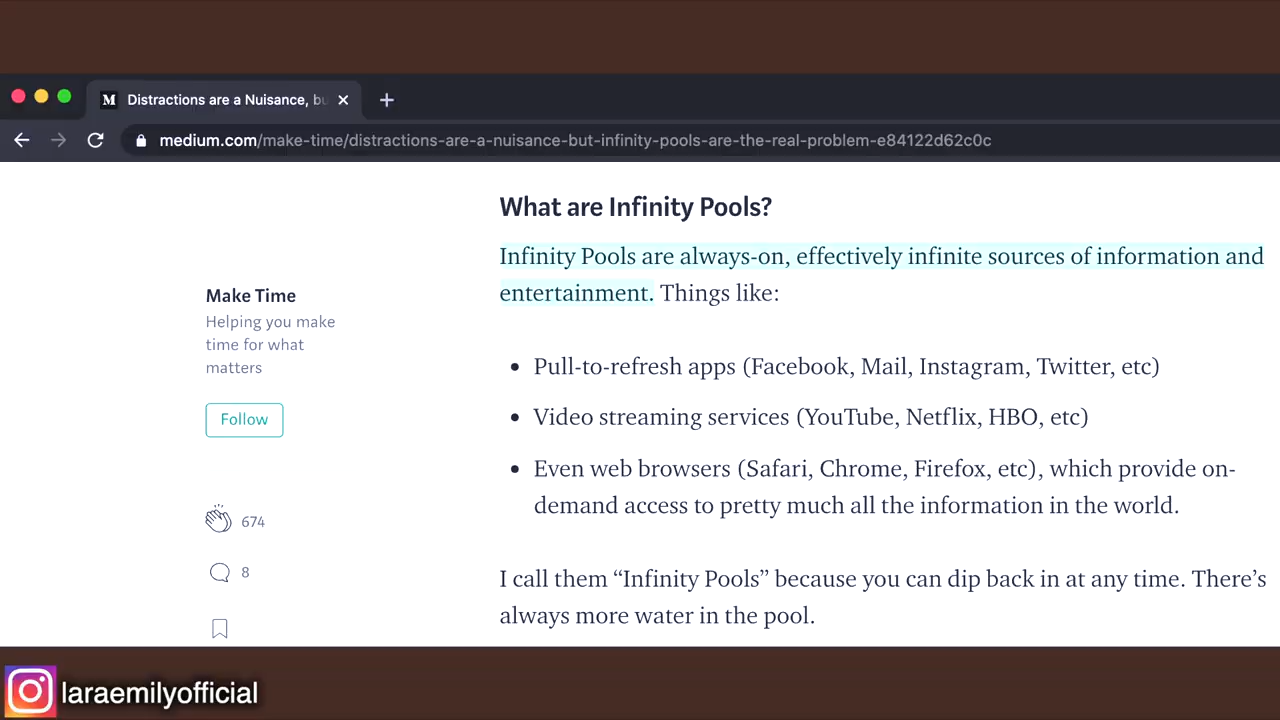 M Distractions are a Nuisance, bu
medium.com/make-time/distractions-are-a-nuisance-but-infinity-pools-are-the-real-problem-e84122d62c0c
Make Time
Helping you make
time for what
matters
Follow
674
8
What are Infinity Pools?
Infinity Pools are always-on, effectively infinite sources of information and
entertainment. Things like:
• Pull-to-refresh apps (Facebook, Mail, Instagram, Twitter, etc)
• Video streaming services (YouTube, Netflix, HBO, etc)
• Even web browsers (Safari, Chrome, Firefox, etc), which provide on-
demand access to pretty much all the information in the world.
I call them “Infinity Pools” because you can dip back in at any time. There’s
always more water in the pool.
laraemilyofficial